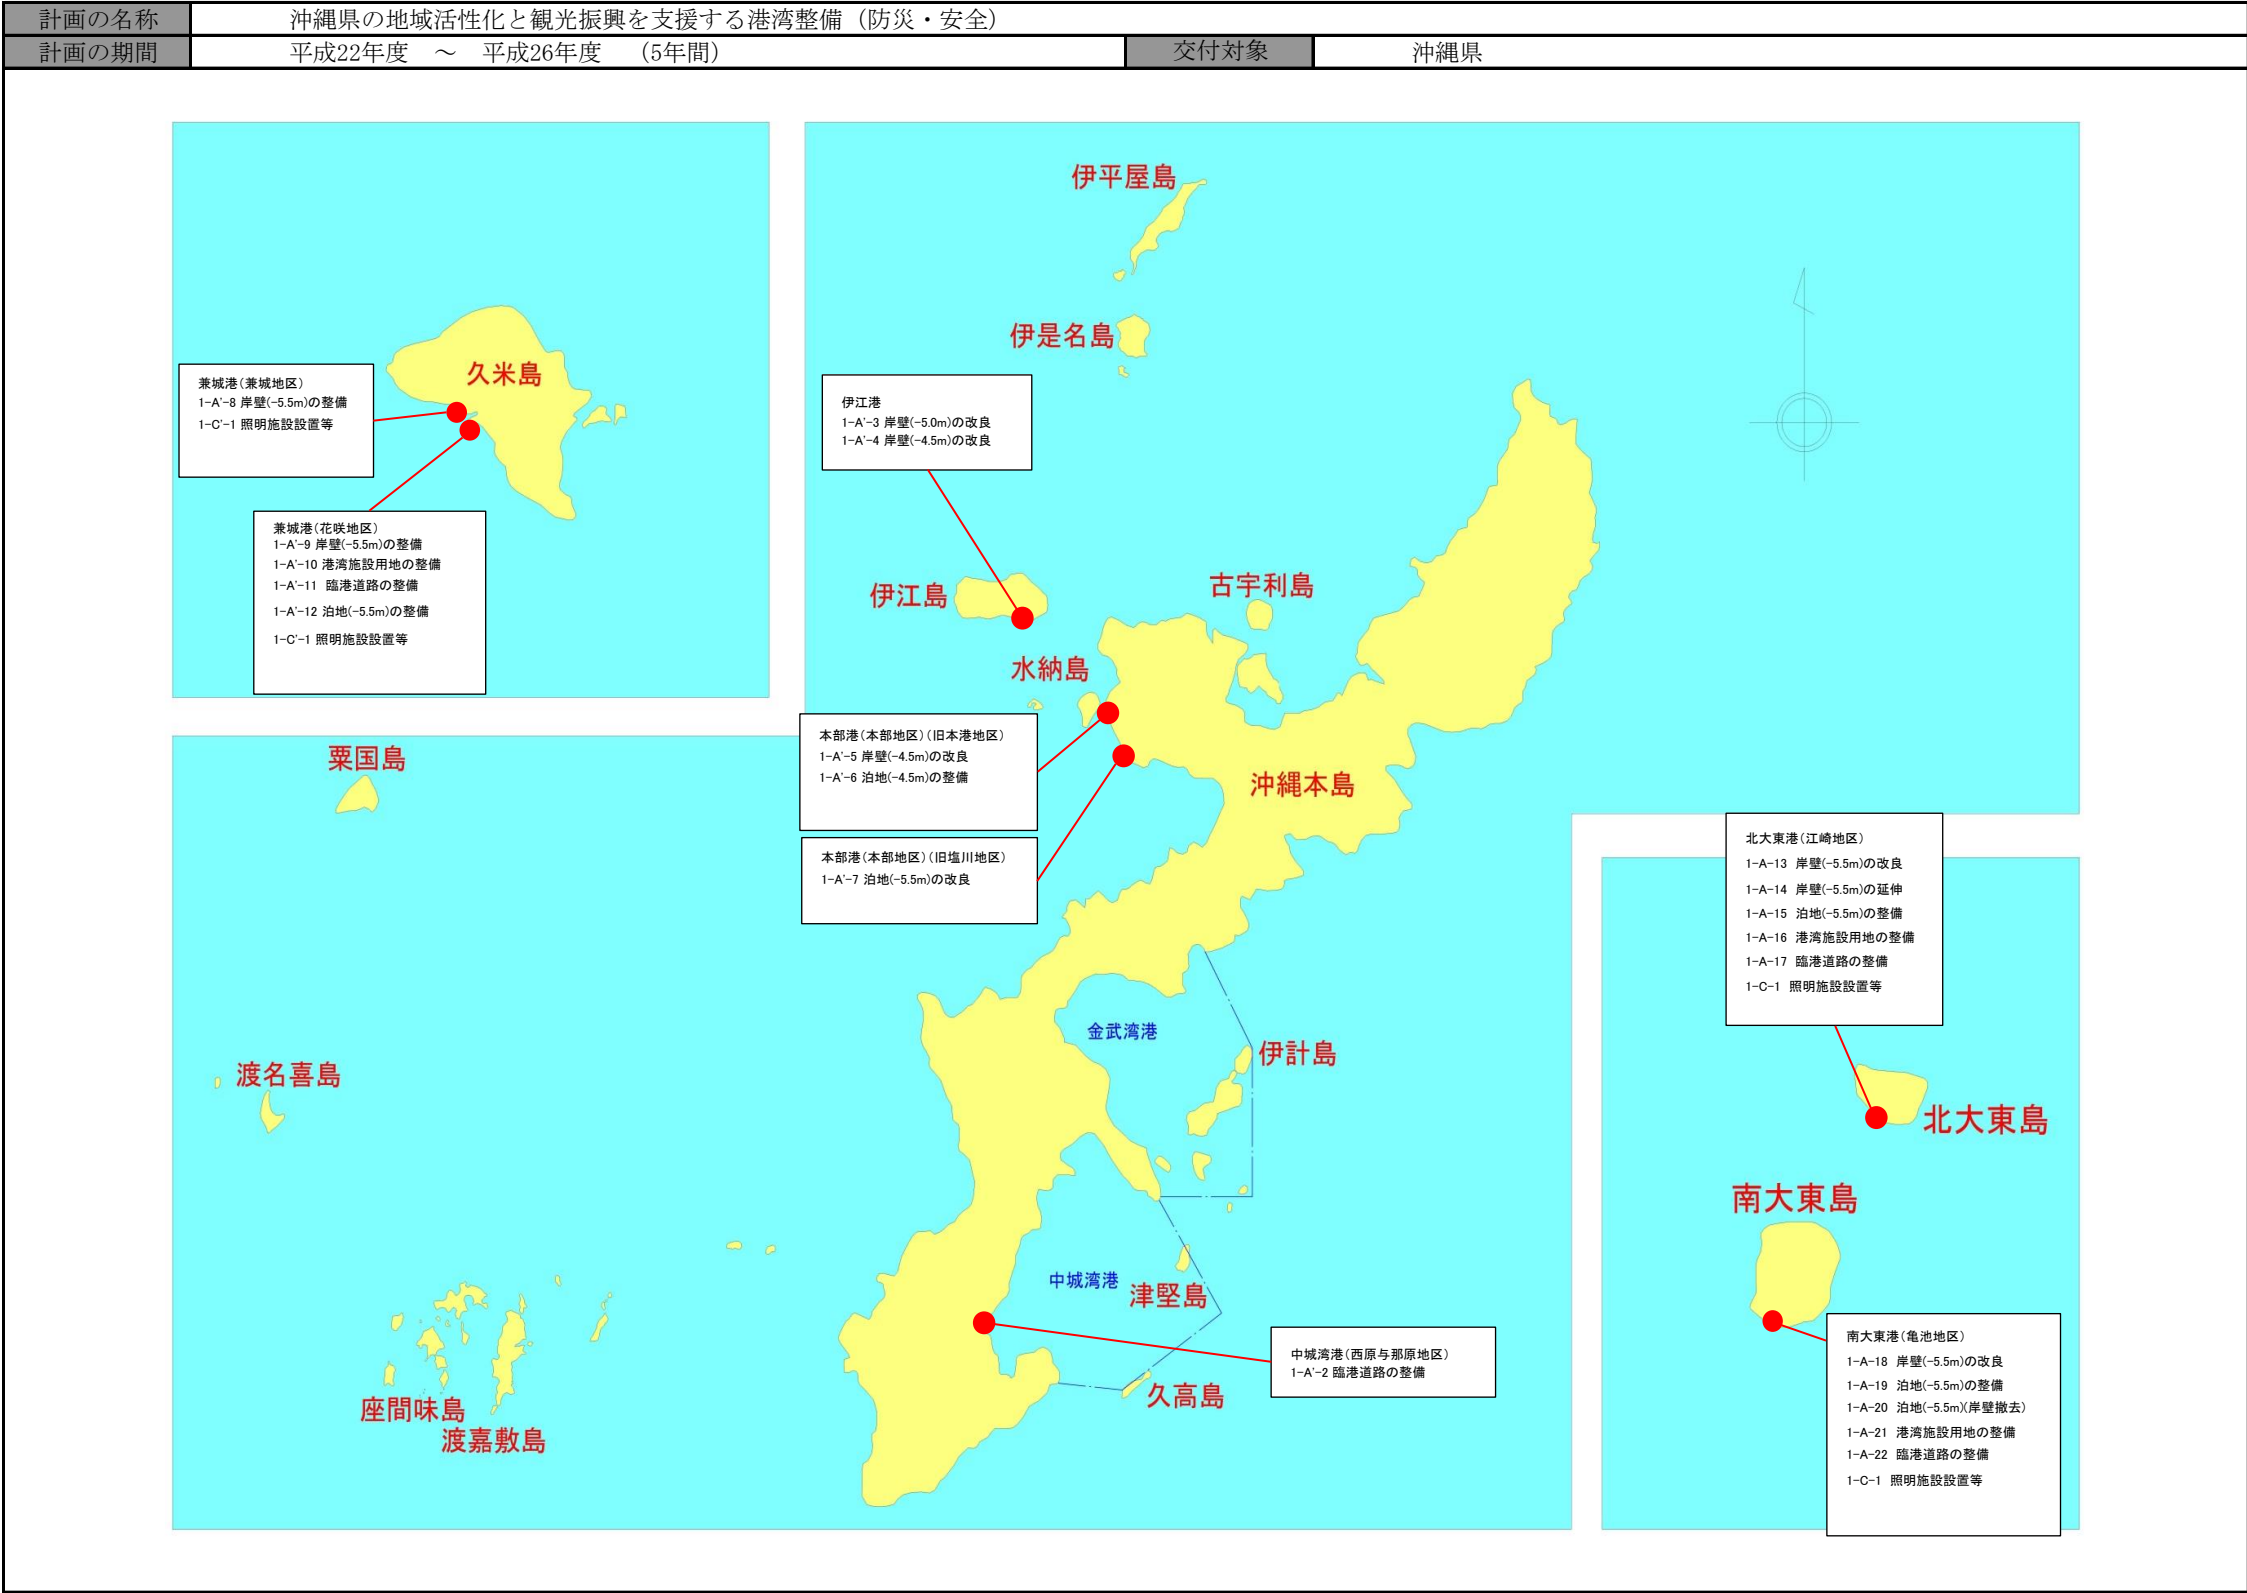 計画の名称 沖縄県の地域活性化と観光振興を支援する港湾整備（防災・安全）
計画の期間 平成22年度 ～ 平成26年度 （5年間） 交付対象 沖縄県
久米島
兼城港（兼城地区）
1-A'-8 岸壁(-5.5m)の整備
1-C'-1 照明施設設置等
兼城港（花咲地区）
1-A'-9 岸壁(-5.5m)の整備
1-A'-10 港湾施設用地の整備
1-A'-11 臨港道路の整備
1-A'-12 泊地(-5.5m)の整備
1-C'-1 照明施設設置等
伊平屋島
伊是名島
伊江港
1-A'-3 岸壁(-5.0m)の改良
1-A'-4 岸壁(-4.5m)の改良
伊江島
古宇利島
水納島
本部港（本部地区）（旧本港地区）
1-A'-5 岸壁(-4.5m)の改良
1-A'-6 泊地(-4.5m)の整備
本部港（本部地区）（旧塩川地区）
1-A'-7 泊地(-5.5m)の改良
沖縄本島
粟国島
渡名喜島
座間味島
渡嘉敷島
金武湾港
伊計島
中城湾港
津堅島
久高島
中城湾港（西原与那原地区）
1-A'-2 臨港道路の整備
北大東港（江崎地区）
1-A-13 岸壁(-5.5m)の改良
1-A-14 岸壁(-5.5m)の延伸
1-A-15 泊地(-5.5m)の整備
1-A-16 港湾施設用地の整備
1-A-17 臨港道路の整備
1-C-1 照明施設設置等
北大東島
南大東島
南大東港（亀池地区）
1-A-18 岸壁(-5.5m)の改良
1-A-19 泊地(-5.5m)の整備
1-A-20 泊地(-5.5m)（岸壁撤去）
1-A-21 港湾施設用地の整備
1-A-22 臨港道路の整備
1-C-1 照明施設設置等